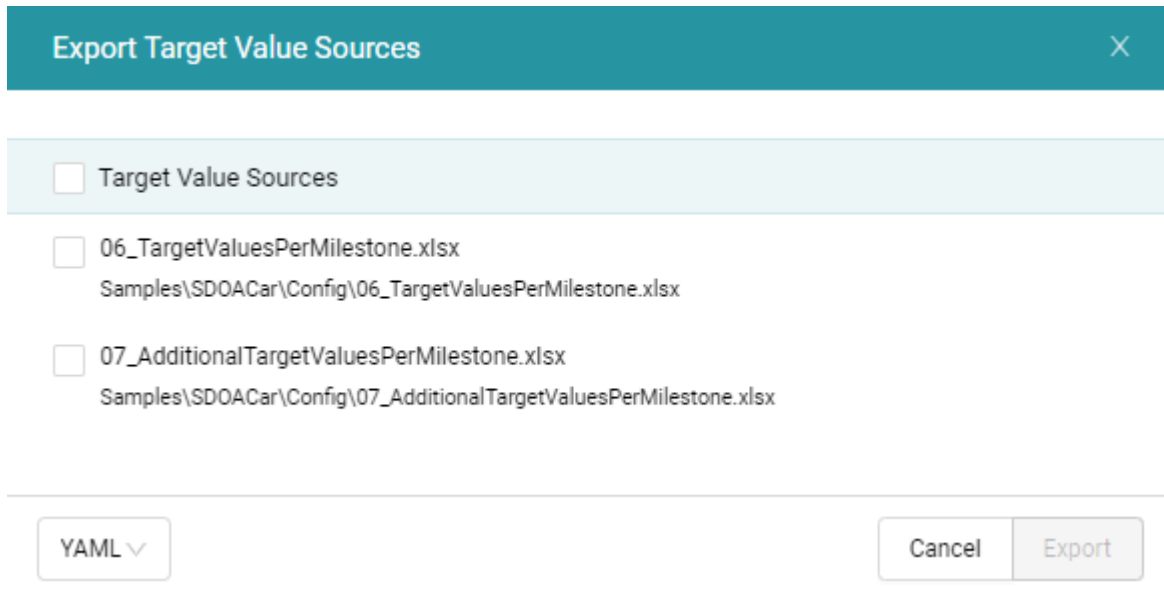 Export Target Value Sources
Target Value Sources
06_TargetValuesPerMilestone.xlsx
Samples\SDOACar\Config\06_TargetValuesPerMilestone.xlsx
07_AdditionalTargetValuesPerMilestone.xlsx
Samples\SDOACar\Config\07_AdditionalTargetValuesPerMilestone.xlsx
YAML Cancel Export